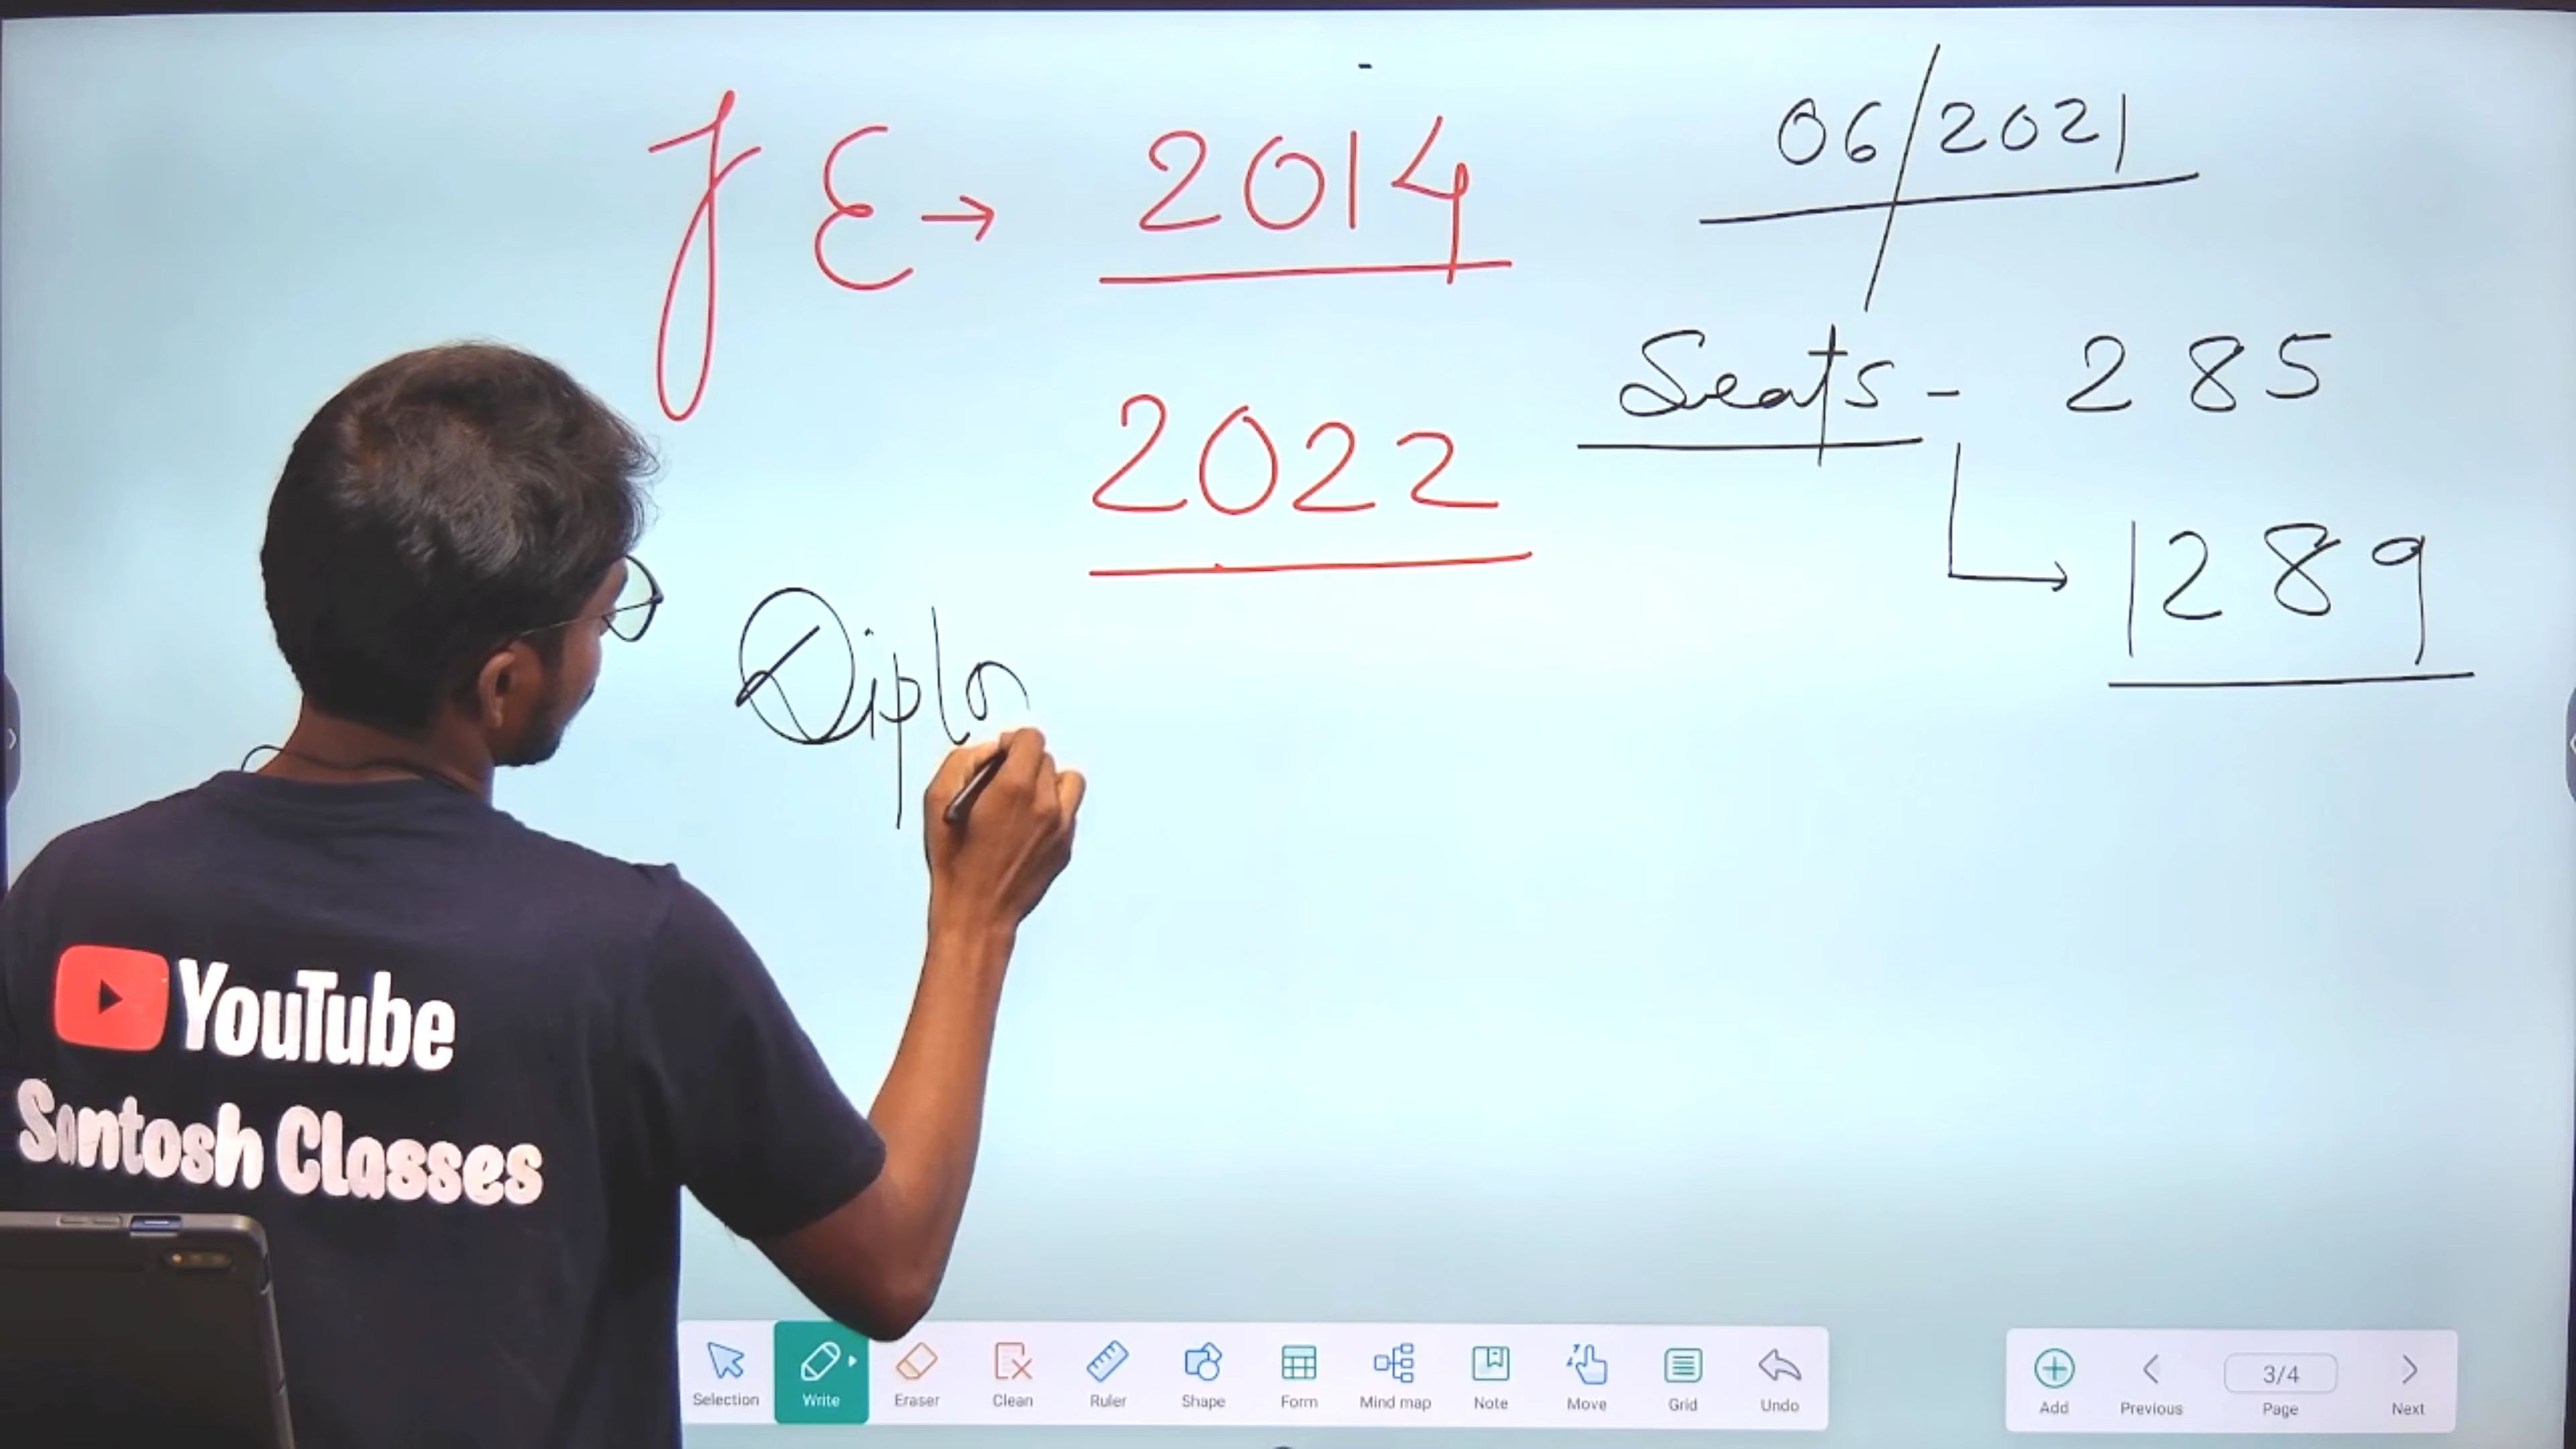 JE → 2014
2022
06/2021
Seats - 285
→ 1289
Diplo
YouTube
Santosh Classes
Selection Write Eraser Clean Ruler Shape Form Mind map Note Move Grid Undo
Add Previous 3/4 Page Next